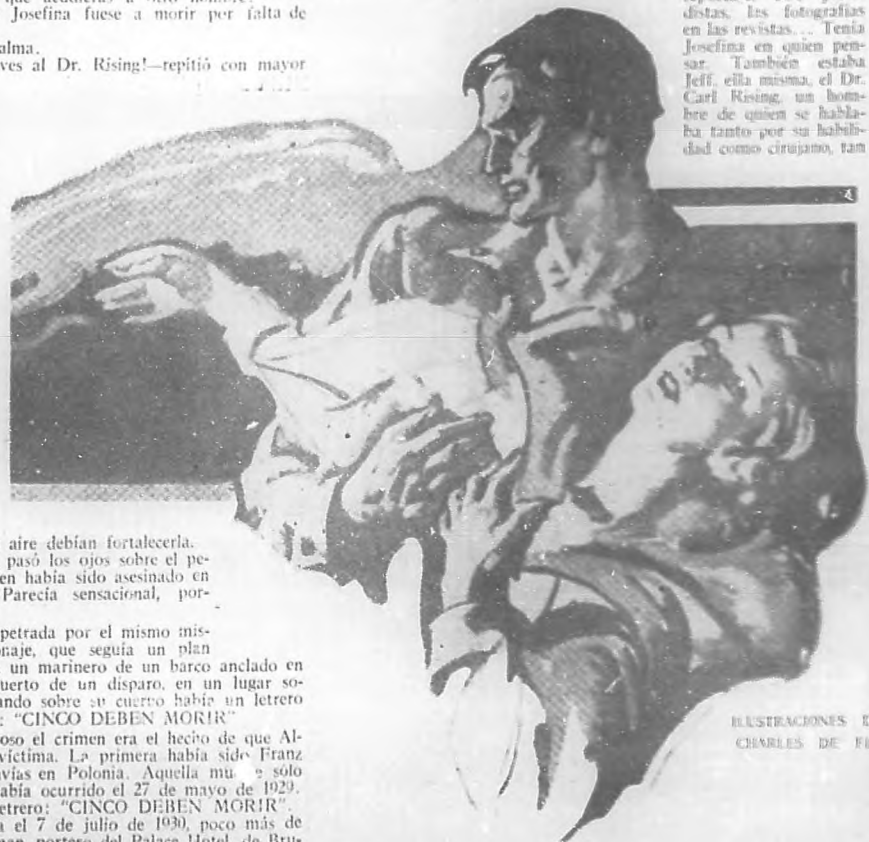 Josefina fuese a morir por falta de
alma.
ves al Dr. Rising!—repitió con mayor
distas, las fotografías
en las revistas... Tenía
Josefina en quien pen-
sar. También estaba
Jeff, ella misma, el Dr.
Carl Rising, un hom-
bre de quien se habla-
ba tanto por su habili-
dad como cirujano, tan
aire debían fortalecerla.
pasó los ojos sobre el pe-
en había sido asesinado en
Parecía sensacional, por-
petrada por el mismo mis-
onaje, que seguía un plan
un marinero de un barco anclado en
uerto de un disparo, en un lugar so-
ando sobre su cuerpo había un letrero
: "CINCO DEBEN MORIR"
oso el crimen era el hecho de que Al-
víctima. La primera había sido Franz
vías en Polonia. Aquella sólo
abía ocurrido el 27 de mayo de 1929.
etrero: "CINCO DEBEN MORIR".
a el 7 de julio de 1930, poco más de
portero del Palace Hotel, de Bru-
ILUSTRACIONES D
CHARLES DE F